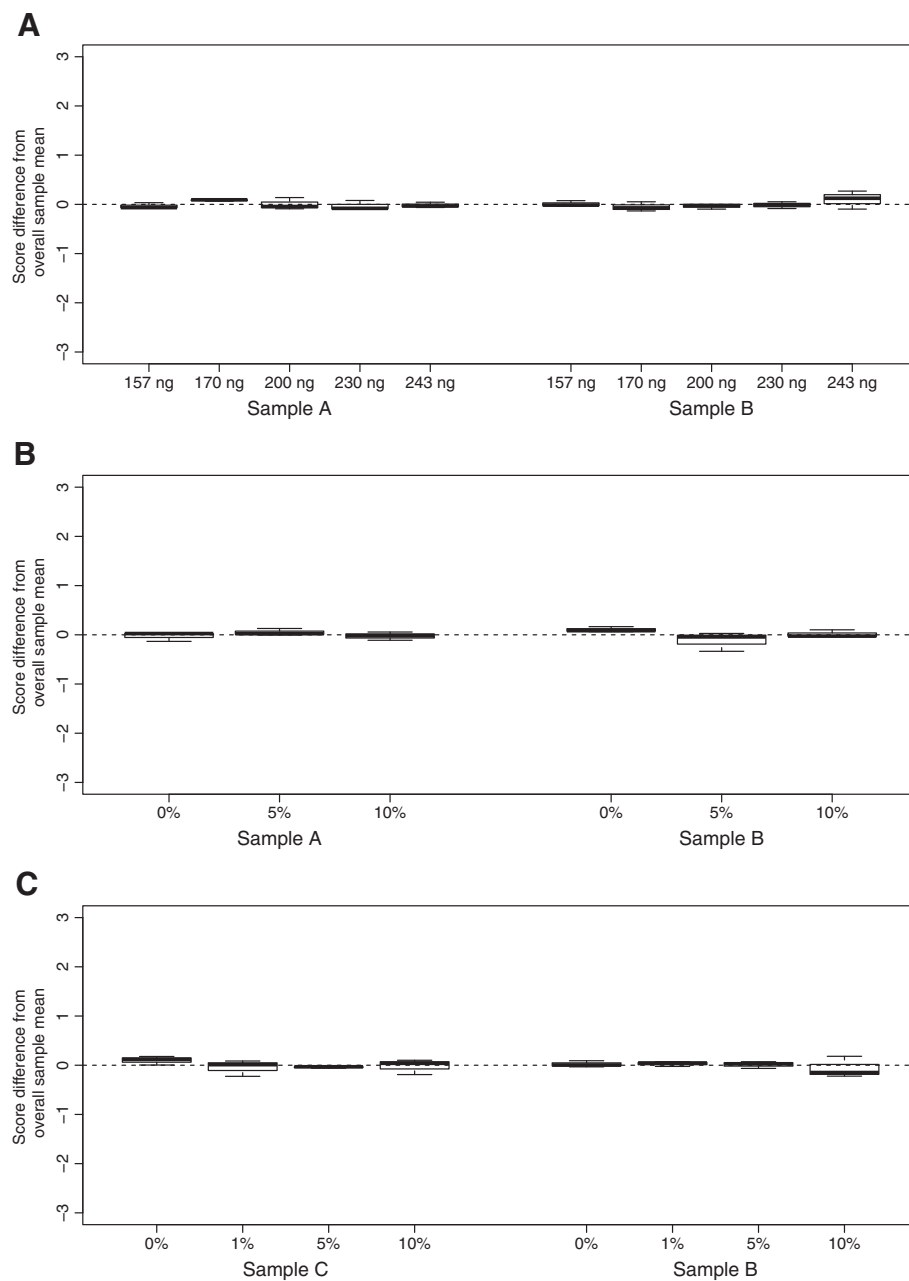 A
Score difference from
overall sample mean
3
2
1
0
−1
−2
−3
157 ng 170 ng 200 ng 230 ng 243 ng 157 ng 170 ng 200 ng 230 ng 243 ng
Sample A Sample B
B
Score difference from
overall sample mean
3
2
1
0
−1
−2
−3
0% 5% 10% 0% 5% 10%
Sample A Sample B
C
Score difference from
overall sample mean
3
2
1
0
−1
−2
−3
0% 1% 5% 10% 0% 1% 5% 10%
Sample C Sample B